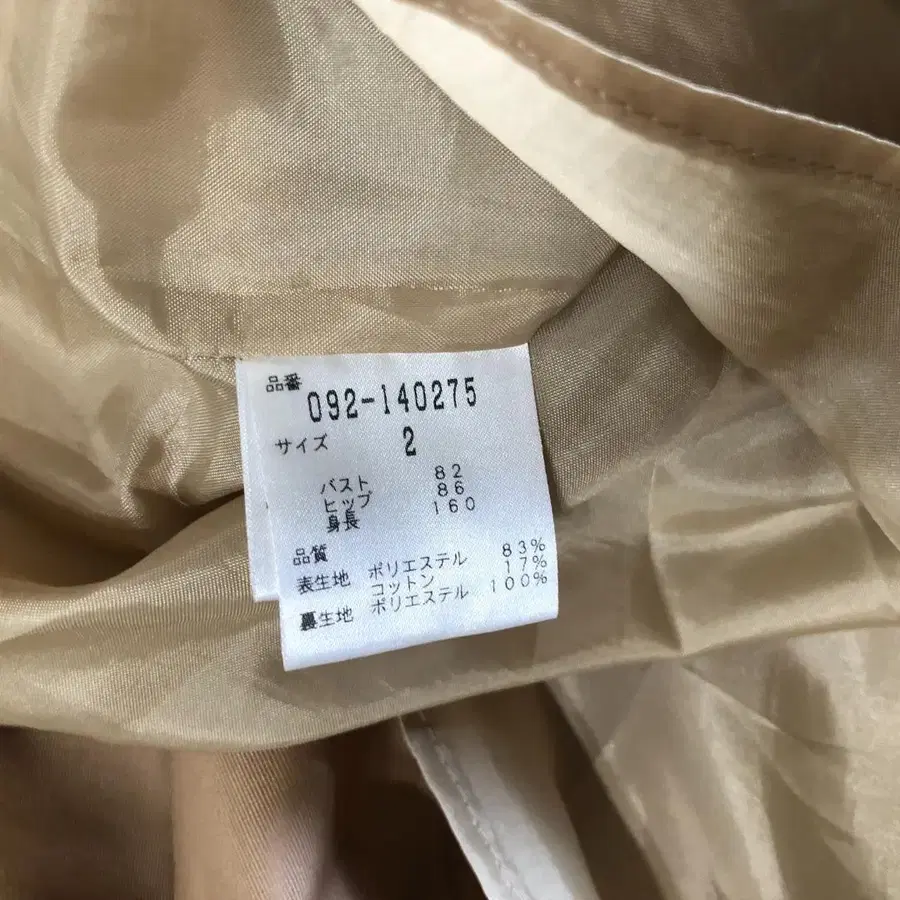 品番 092-140275
サイズ 2
バスト 82
ヒップ 86
身長 160
品質
表生地 ポリエステル 83%
コットン 17%
裏生地 ポリエステル 100%